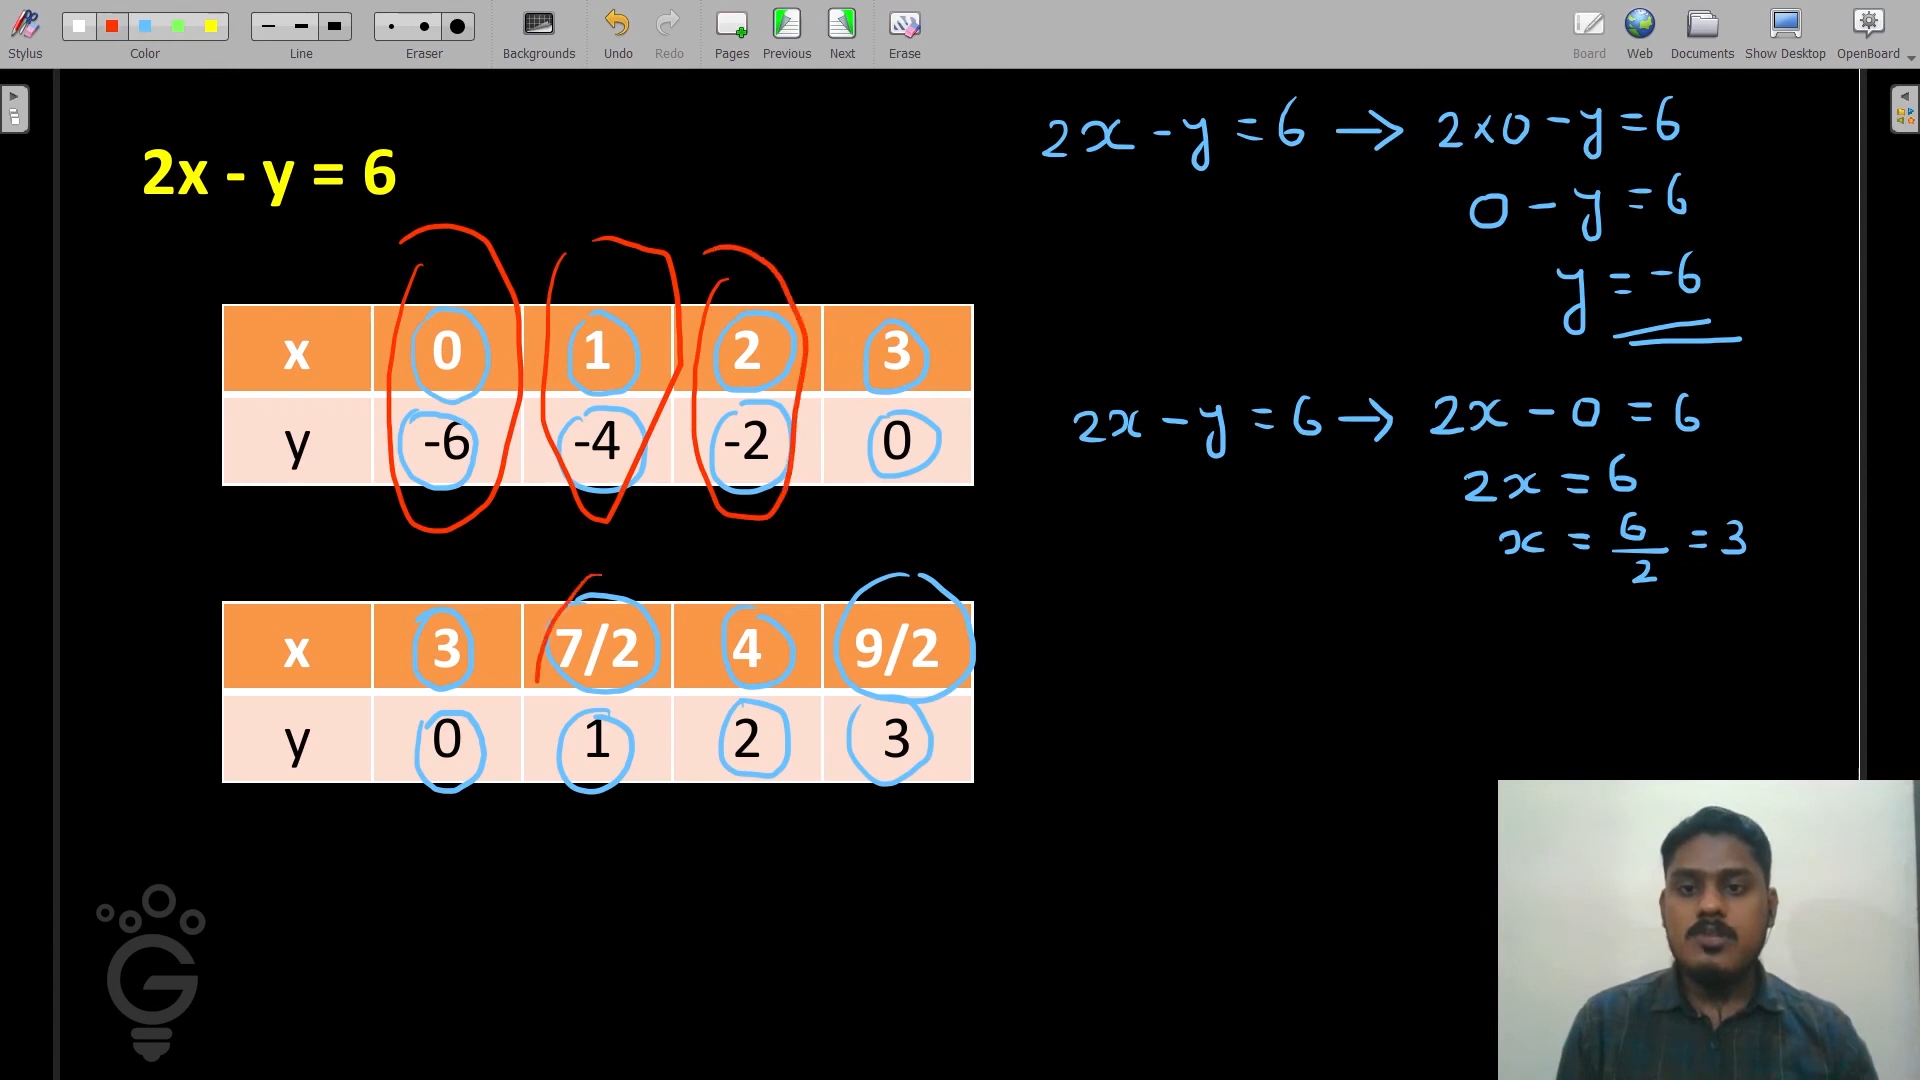 Stylus Color Line Eraser Backgrounds Undo Redo Pages Previous Next Erase Board Web Documents Show Desktop OpenBoard
2x - y = 6
x 0 1 2 3
y -6 -4 -2 0
x 3 7/2 4 9/2
y 0 1 2 3
2x - y = 6 → 2×0 - y = 6
0 - y = 6
y = -6
2x - y = 6 → 2x - 0 = 6
2x = 6
x = 6/2 = 3
G